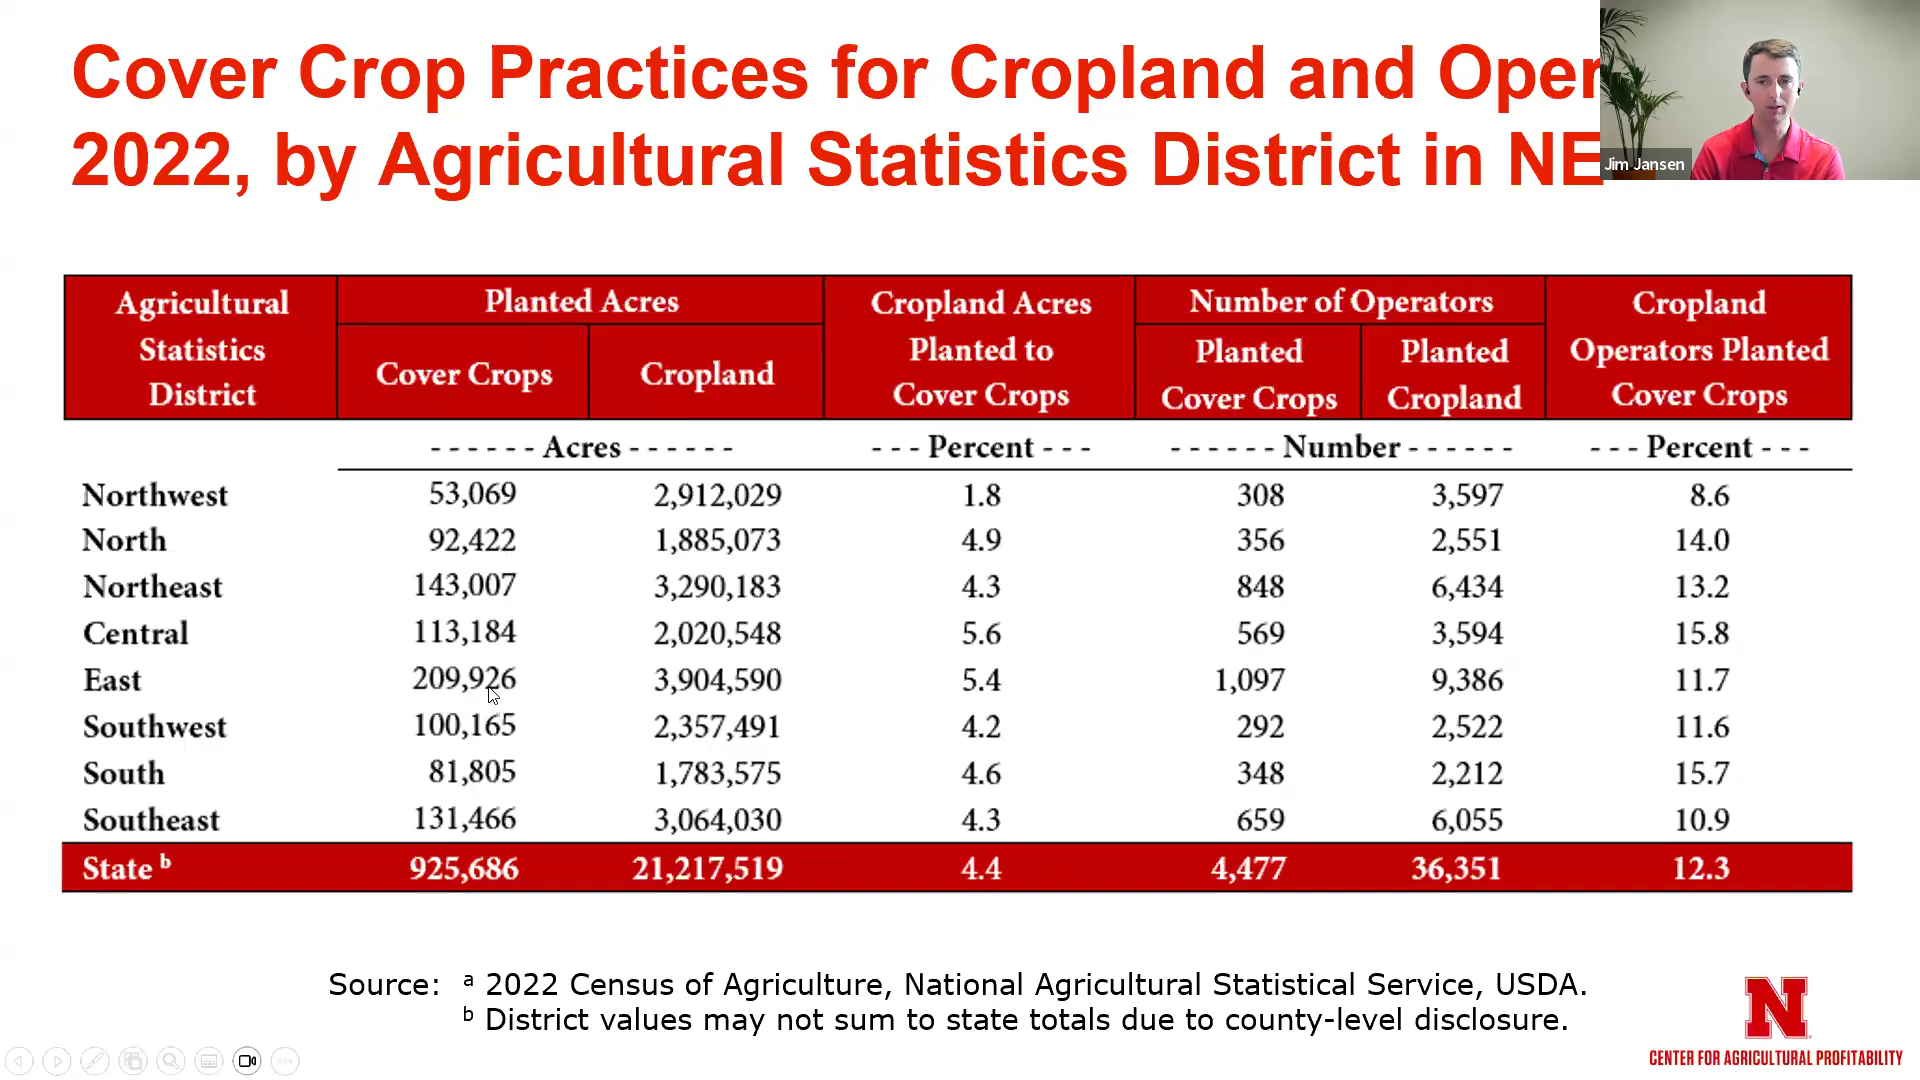 Cover Crop Practices for Cropland and Oper
2022, by Agricultural Statistics District in NE
Jim Jansen
Agricultural Statistics District
Planted Acres
Cover Crops
Cropland
Cropland Acres Planted to Cover Crops
Number of Operators
Planted Cover Crops
Planted Cropland
Cropland Operators Planted Cover Crops
- - - - - - Acres - - - - - - - - - Percent - - - - - - - - - Number - - - - - - - - - Percent - - -
Northwest 53,069 2,912,029 1.8 308 3,597 8.6
North 92,422 1,885,073 4.9 356 2,551 14.0
Northeast 143,007 3,290,183 4.3 848 6,434 13.2
Central 113,184 2,020,548 5.6 569 3,594 15.8
East 209,926 3,904,590 5.4 1,097 9,386 11.7
Southwest 100,165 2,357,491 4.2 292 2,522 11.6
South 81,805 1,783,575 4.6 348 2,212 15.7
Southeast 131,466 3,064,030 4.3 659 6,055 10.9
State b 925,686 21,217,519 4.4 4,477 36,351 12.3
Source: a 2022 Census of Agriculture, National Agricultural Statistical Service, USDA.
b District values may not sum to state totals due to county-level disclosure.
N
CENTER FOR AGRICULTURAL PROFITABILITY